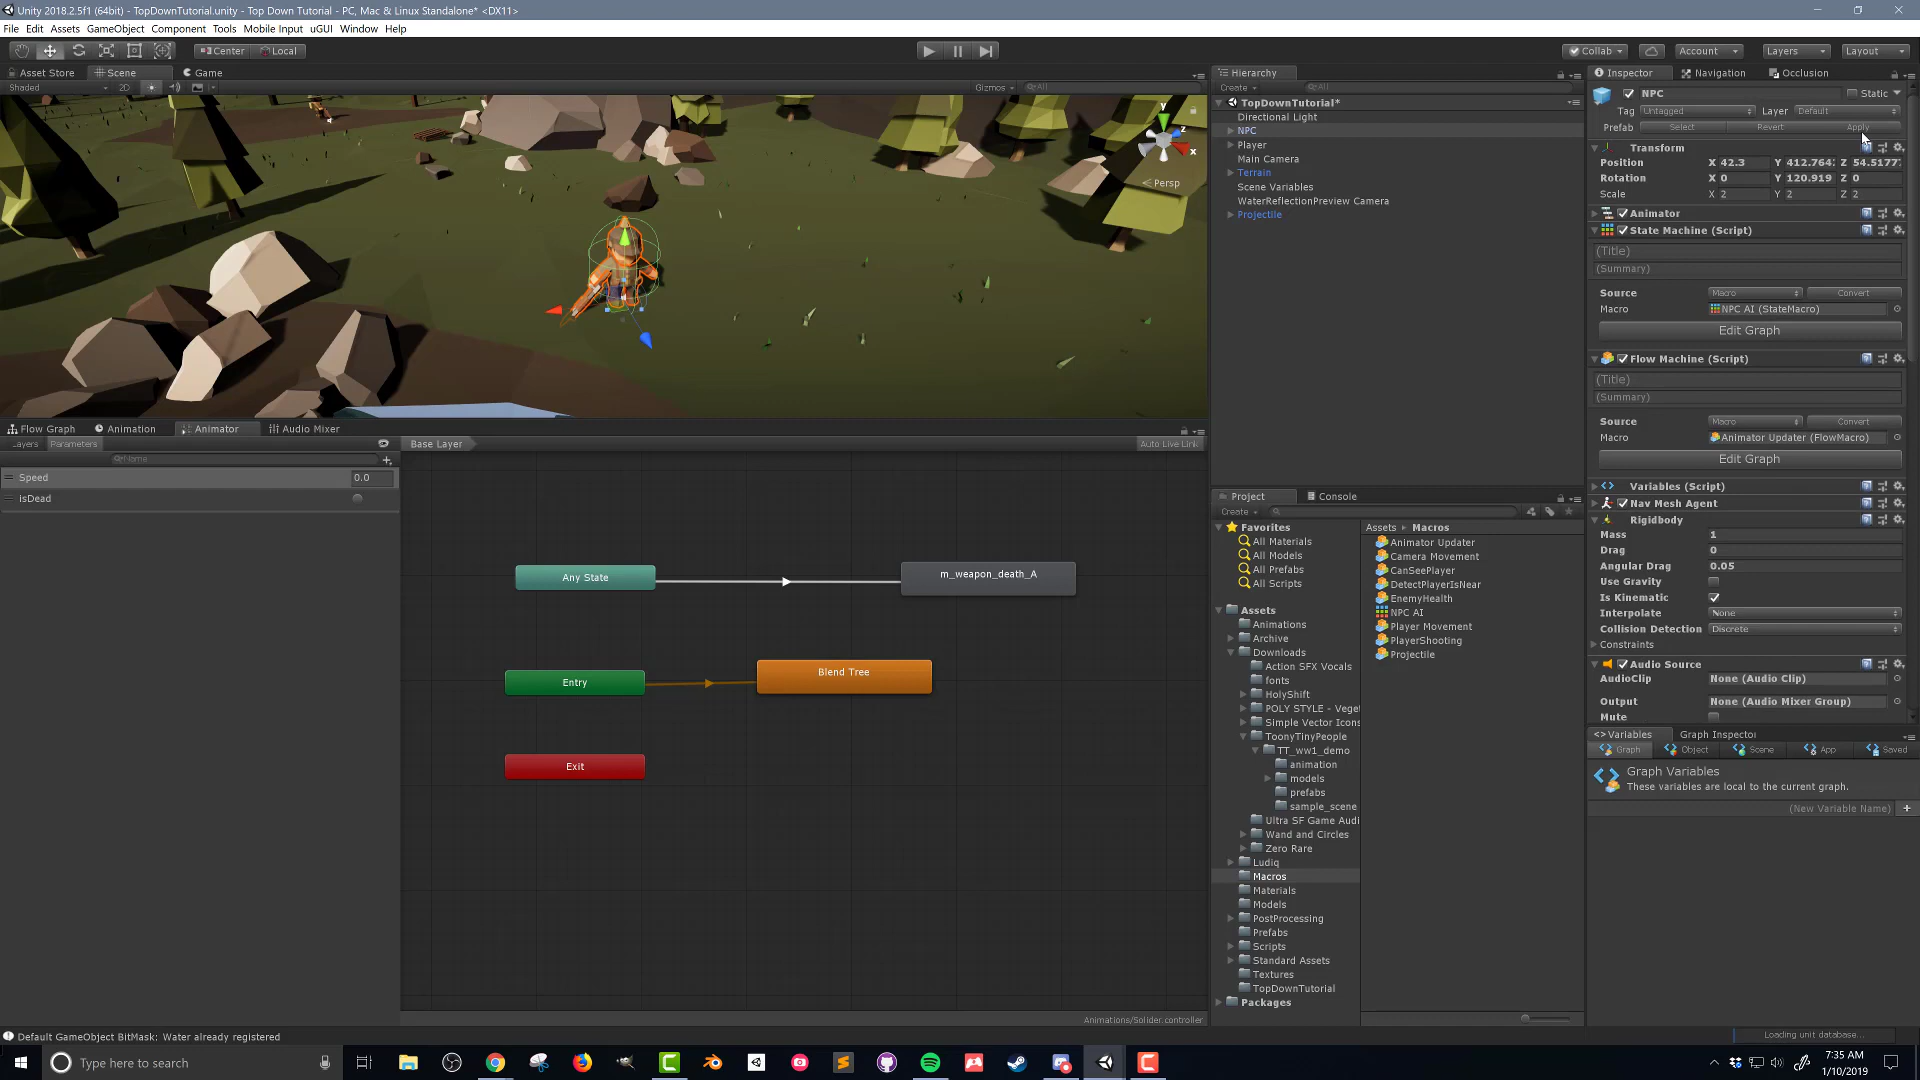 Unity 2018.2.5f1 (64bit) - TopDownTutorial.unity - Top Down Tutorial - PC, Mac & Linux Standalone* <DX11>
File Edit Assets GameObject Component Tools Mobile Input uGUI Window Help
Center Local Collab Account Layers Layout
Asset Store Scene Game
Shaded 2D Gizmos All
y z x
Persp
Hierarchy
Create All
TopDownTutorial*
Directional Light
NPC
Player
Main Camera
Terrain
Scene Variables
WaterReflectionPreview Camera
Projectile
Inspector Navigation Occlusion
NPC Static
Tag Untagged Layer Default
Prefab Select Revert Apply
Transform
Position X 42.3 Y 412.764 Z 54.5177
Rotation X 0 Y 120.919 Z 0
Scale X 2 Y 2 Z 2
Animator
State Machine (Script)
(Title)
(Summary)
Source Macro Convert
Macro NPC AI (StateMacro)
Edit Graph
Flow Machine (Script)
(Title)
(Summary)
Source Macro Convert
Macro Animator Updater (FlowMacro)
Edit Graph
Variables (Script)
Nav Mesh Agent
Rigidbody
Mass 1
Drag 0
Angular Drag 0.05
Use Gravity
Is Kinematic
Interpolate None
Collision Detection Discrete
Constraints
Audio Source
AudioClip None (Audio Clip)
Output None (Audio Mixer Group)
Mute
Flow Graph Animation Animator Audio Mixer
Layers Parameters Base Layer Auto Live Link
Name
Speed 0.0
isDead
Any State
m_weapon_death_A
Entry
Blend Tree
Exit
Animations/Solider.controller
Project Console
Create
Favorites
All Materials
All Models
All Prefabs
All Scripts
Assets
Animations
Archive
Downloads
Action SFX Vocals
fonts
HolyShift
POLY STYLE - Veget
Simple Vector Icons
ToonyTinyPeople
TT_ww1_demo
animation
models
prefabs
sample_scene
Ultra SF Game Audi
Wand and Circles
Zero Rare
Ludiq
Macros
Materials
Models
PostProcessing
Prefabs
Scripts
Standard Assets
Textures
TopDownTutorial
Packages
Assets Macros
Animator Updater
Camera Movement
CanSeePlayer
DetectPlayerIsNear
EnemyHealth
NPC AI
Player Movement
PlayerShooting
Projectile
Variables Graph Inspector
Graph Object Scene App Saved
Graph Variables
These variables are local to the current graph.
(New Variable Name)
Default GameObject BitMask: Water already registered
Loading unit database...
Type here to search
7:35 AM
1/10/2019